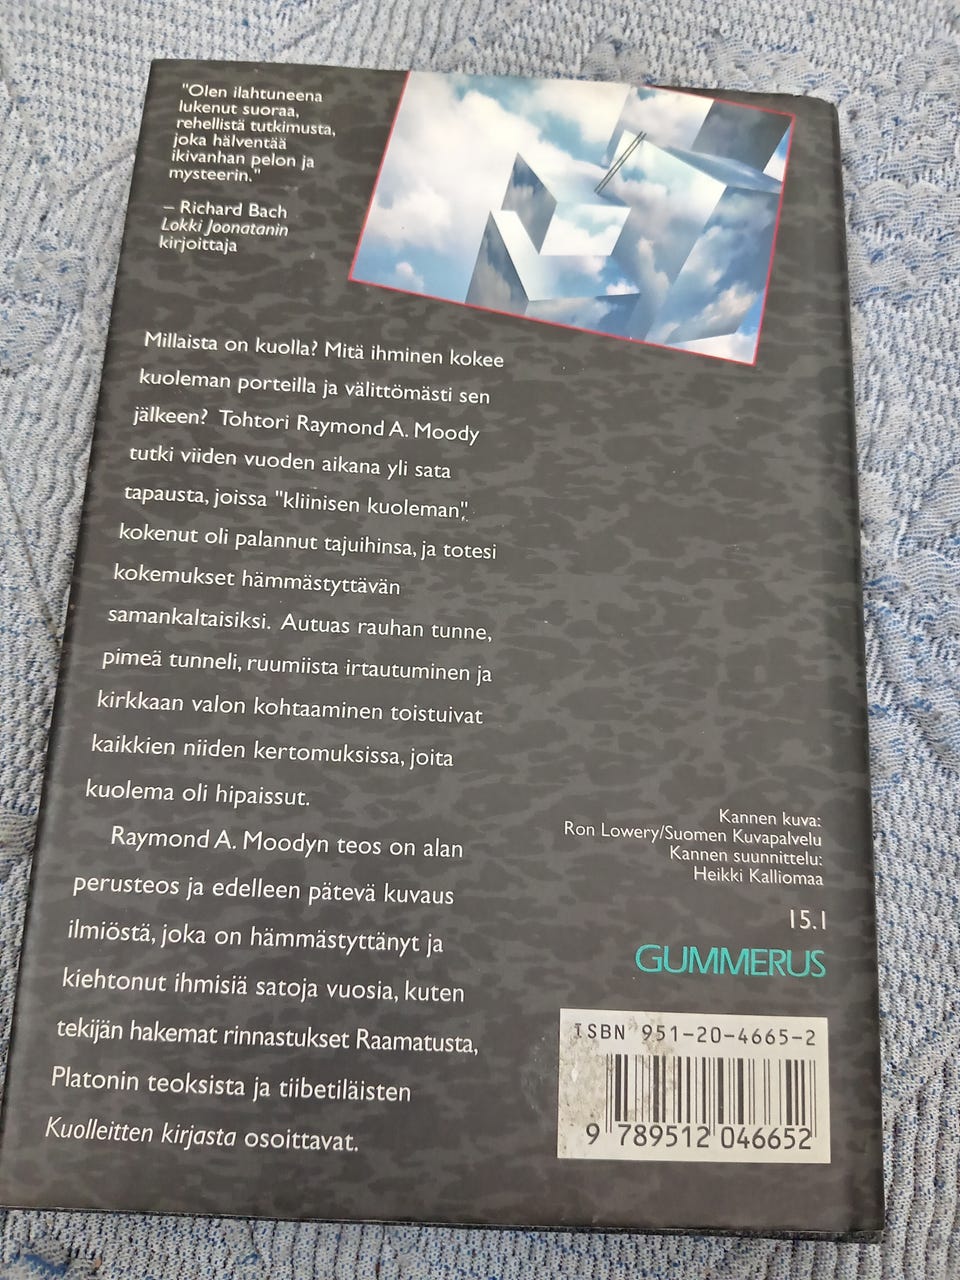 "Olen ilahtuneena
lukenut suoraa,
rehellistä tutkimusta,
joka hälventää
ikivanhan pelon ja
mysteerin."
– Richard Bach
Lokki Joonatanin
kirjoittaja
Millaista on kuolla? Mitä ihminen kokee
kuoleman porteilla ja välittömästi sen
jälkeen? Tohtori Raymond A. Moody
tutki viiden vuoden aikana yli sata
tapausta, joissa "kliinisen kuoleman",
kokenut oli palannut tajuihinsa, ja totesi
kokemukset hämmästyttävän
samankaltaisiksi. Autuas rauhan tunne,
pimeä tunneli, ruumiista irtautuminen ja
kirkkaan valon kohtaaminen toistuivat
kaikkien niiden kertomuksissa, joita
kuolema oli hipaissut.
Raymond A. Moodyn teos on alan
perusteos ja edelleen pätevä kuvaus
ilmiöstä, joka on hämmästyttänyt ja
kiehtonut ihmisiä satoja vuosia, kuten
tekijän hakemat rinnastukset Raamatusta,
Platonin teoksista ja tiibetiläisten
Kuolleitten kirjasta osoittavat.
Kannen kuva:
Ron Lowery/Suomen Kuvapalvelu
Kannen suunnittelu:
Heikki Kalliomaa
15.1
GUMMERUS
ISBN 951-20-4665-2
9 789512 046652